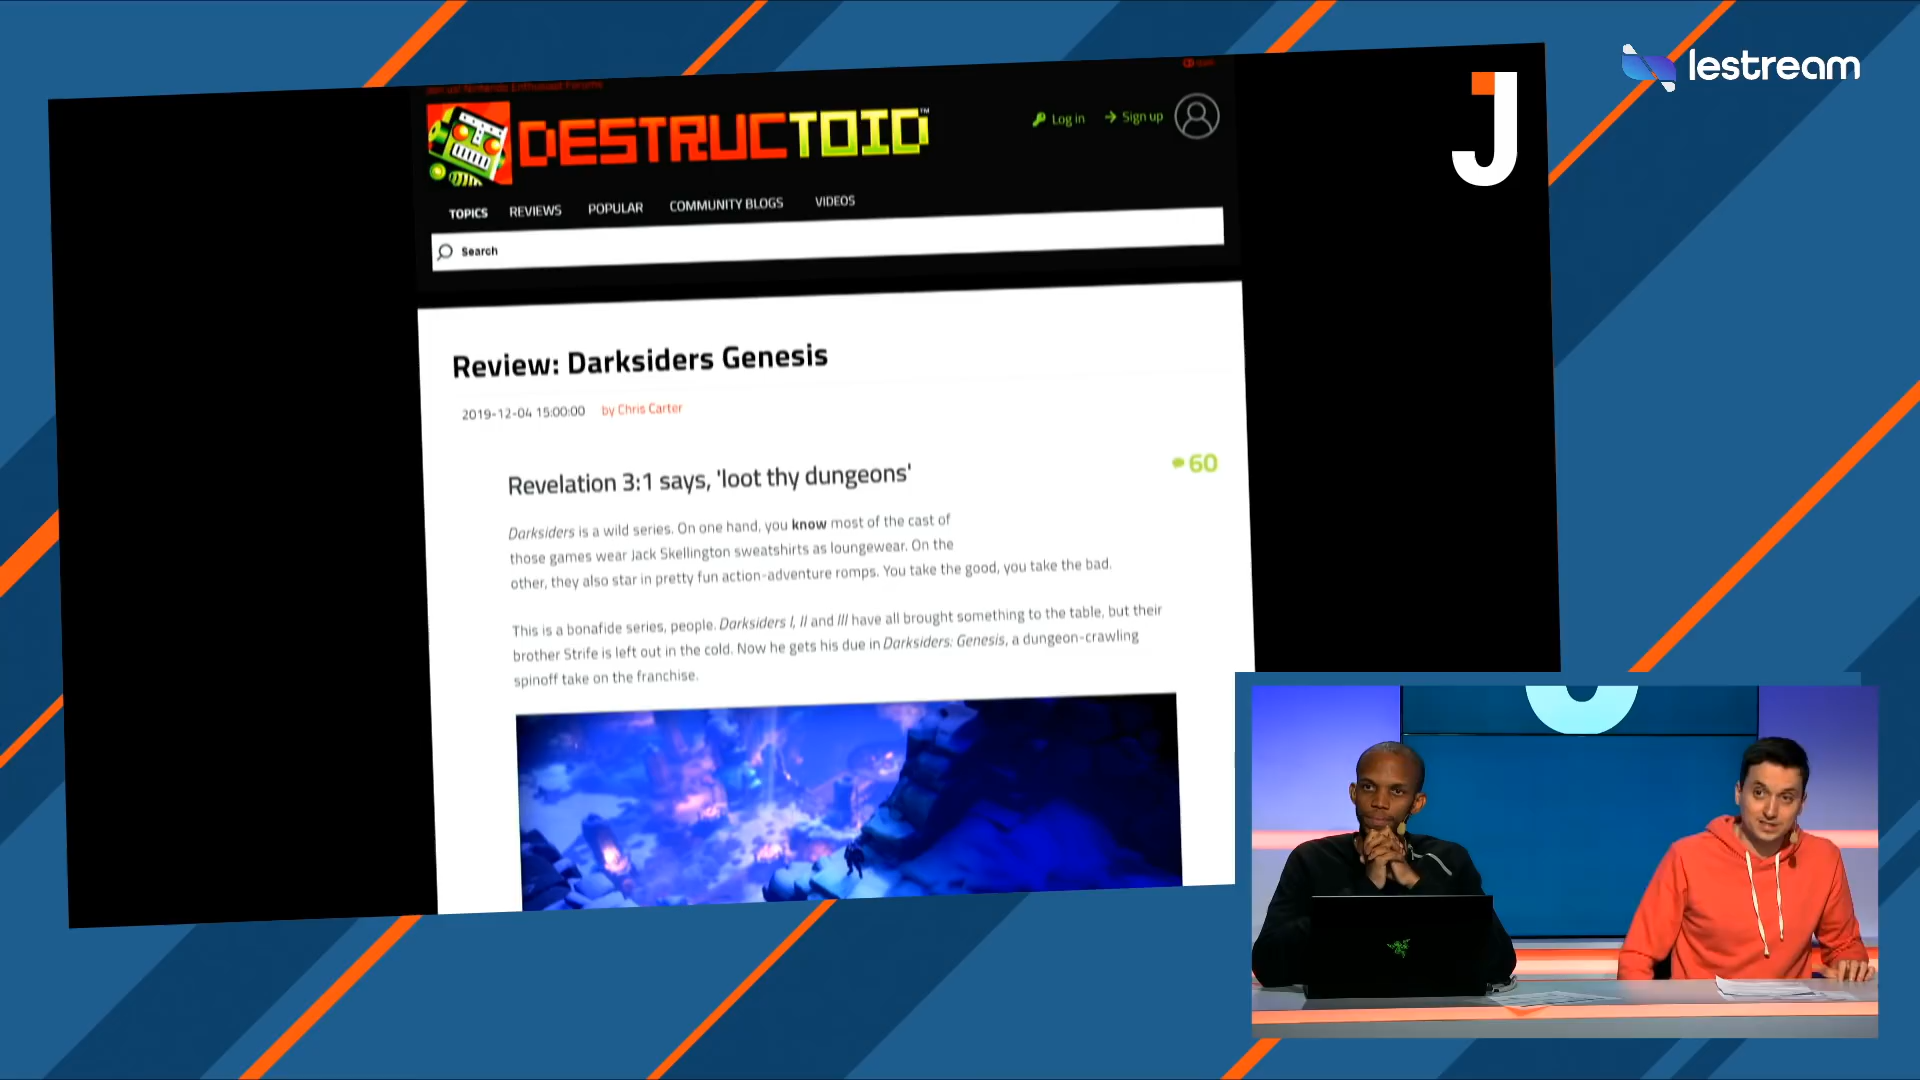 lestream
J
Join us! Nintendo Enthusiast Forums
DESTRUCTOID
Log in
Sign up
TOPICS REVIEWS POPULAR COMMUNITY BLOGS VIDEOS
Search
Review: Darksiders Genesis
2019-12-04 15:00:00 by Chris Carter
60
Revelation 3:1 says, 'loot thy dungeons'
Darksiders is a wild series. On one hand, you know most of the cast of
those games wear Jack Skellington sweatshirts as loungewear. On the
other, they also star in pretty fun action-adventure romps. You take the good, you take the bad.
This is a bonafide series, people. Darksiders I, II and III have all brought something to the table, but their
brother Strife is left out in the cold. Now he gets his due in Darksiders: Genesis, a dungeon-crawling
spinoff take on the franchise.